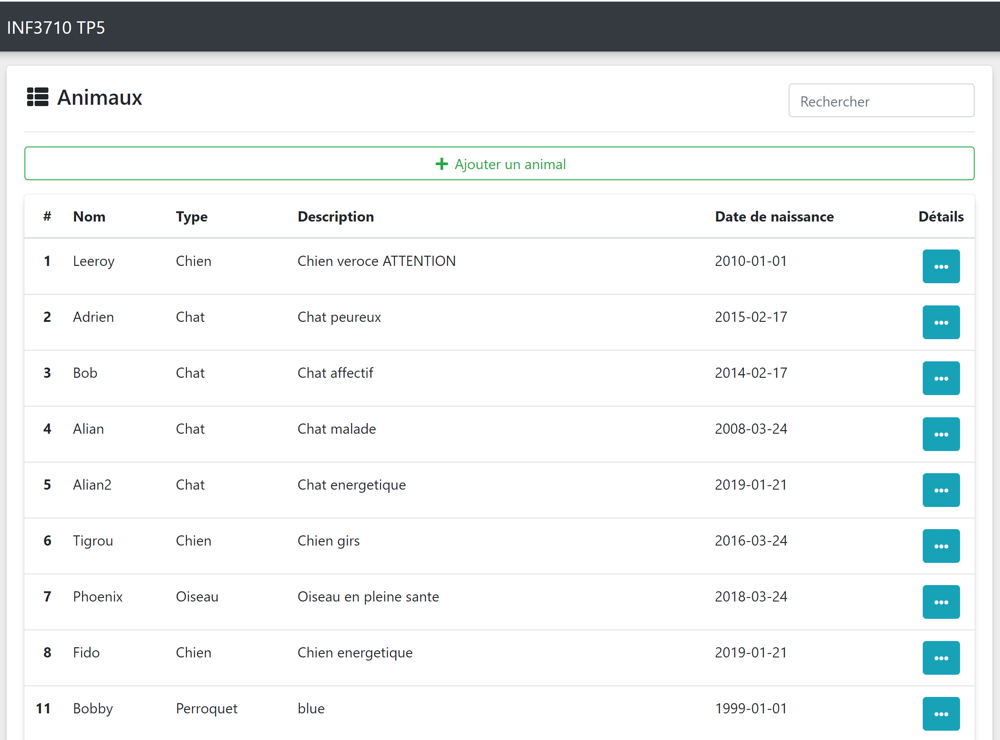 INF3710 TP5
Animaux
Rechercher
Ajouter un animal
# Nom Type Description Date de naissance Détails
1 Leeroy Chien Chien veroce ATTENTION 2010-01-01
2 Adrien Chat Chat peureux 2015-02-17
3 Bob Chat Chat affectif 2014-02-17
4 Alian Chat Chat malade 2008-03-24
5 Alian2 Chat Chat energetique 2019-01-21
6 Tigrou Chien Chien girs 2016-03-24
7 Phoenix Oiseau Oiseau en pleine sante 2018-03-24
8 Fido Chien Chien energetique 2019-01-21
11 Bobby Perroquet blue 1999-01-01